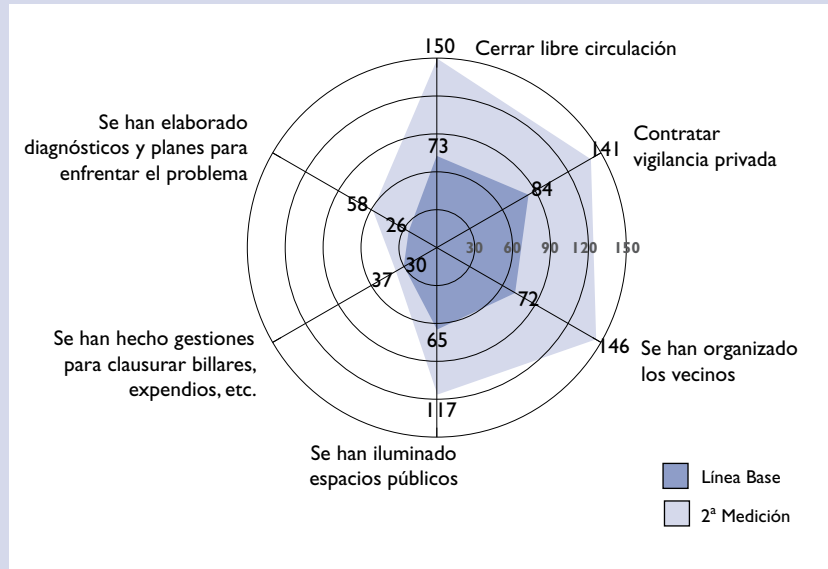 150
Cerrar libre circulación
Se han elaborado
diagnósticos y planes para
enfrentar el problema
73
141
Contratar
vigilancia privada
84
58
26
30 60 90 120 150
30
37
72
65
146
Se han organizado
los vecinos
Se han hecho gestiones
para clausurar billares,
expendios, etc.
117
Se han iluminado
espacios públicos
Línea Base
2ª Medición